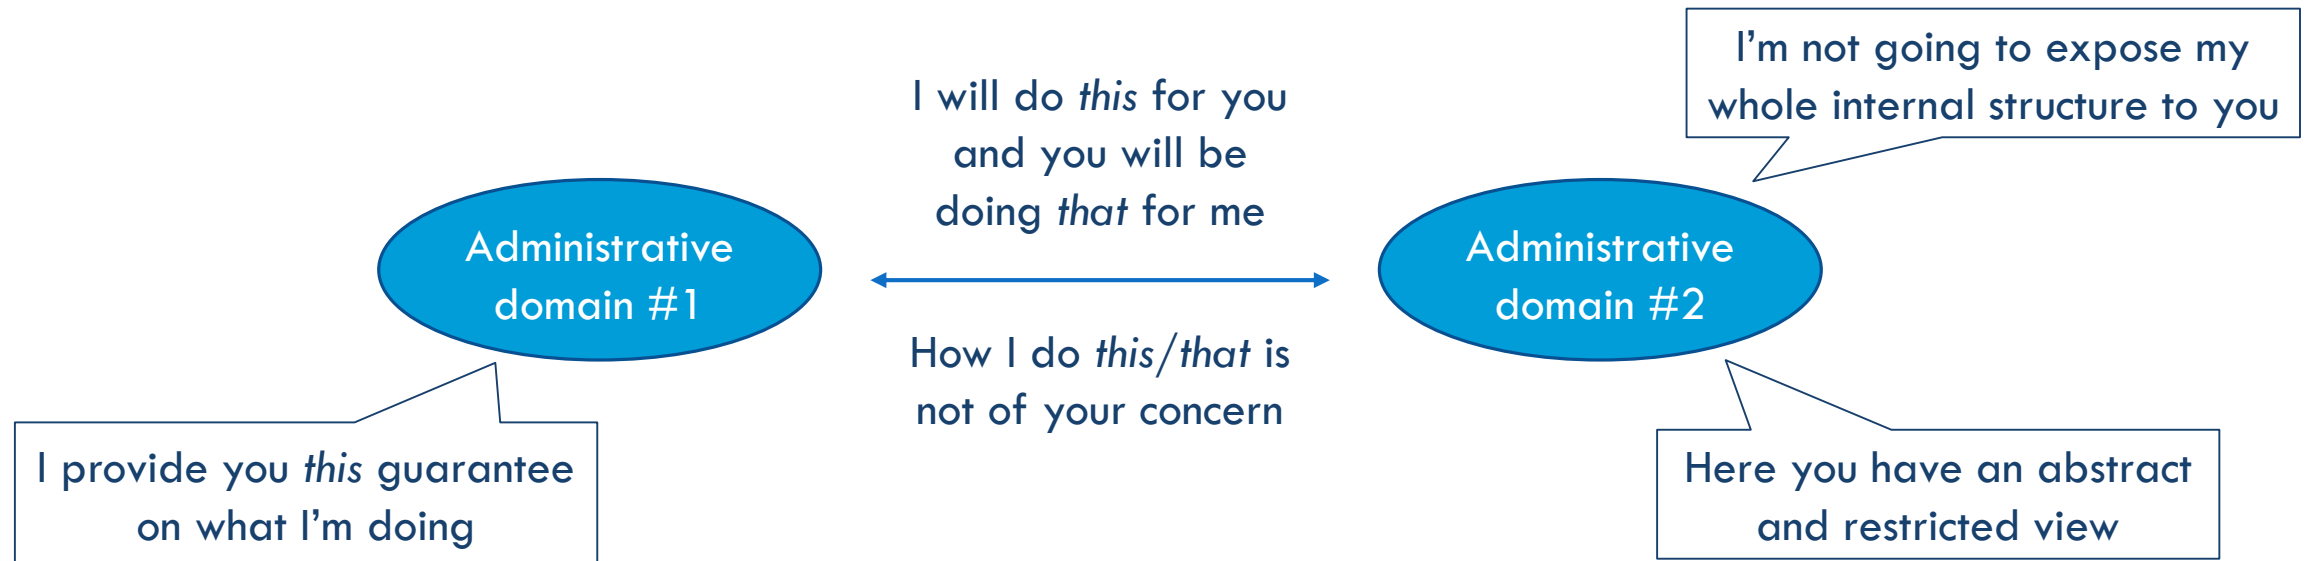 I'm not going to expose my
whole internal structure to you
I will do this for you
and you will be
doing that for me
Administrative
domain #1
Administrative
domain #2
How I do this/that is
not of your concern
I provide you this guarantee
on what I'm doing
Here you have an abstract
and restricted view